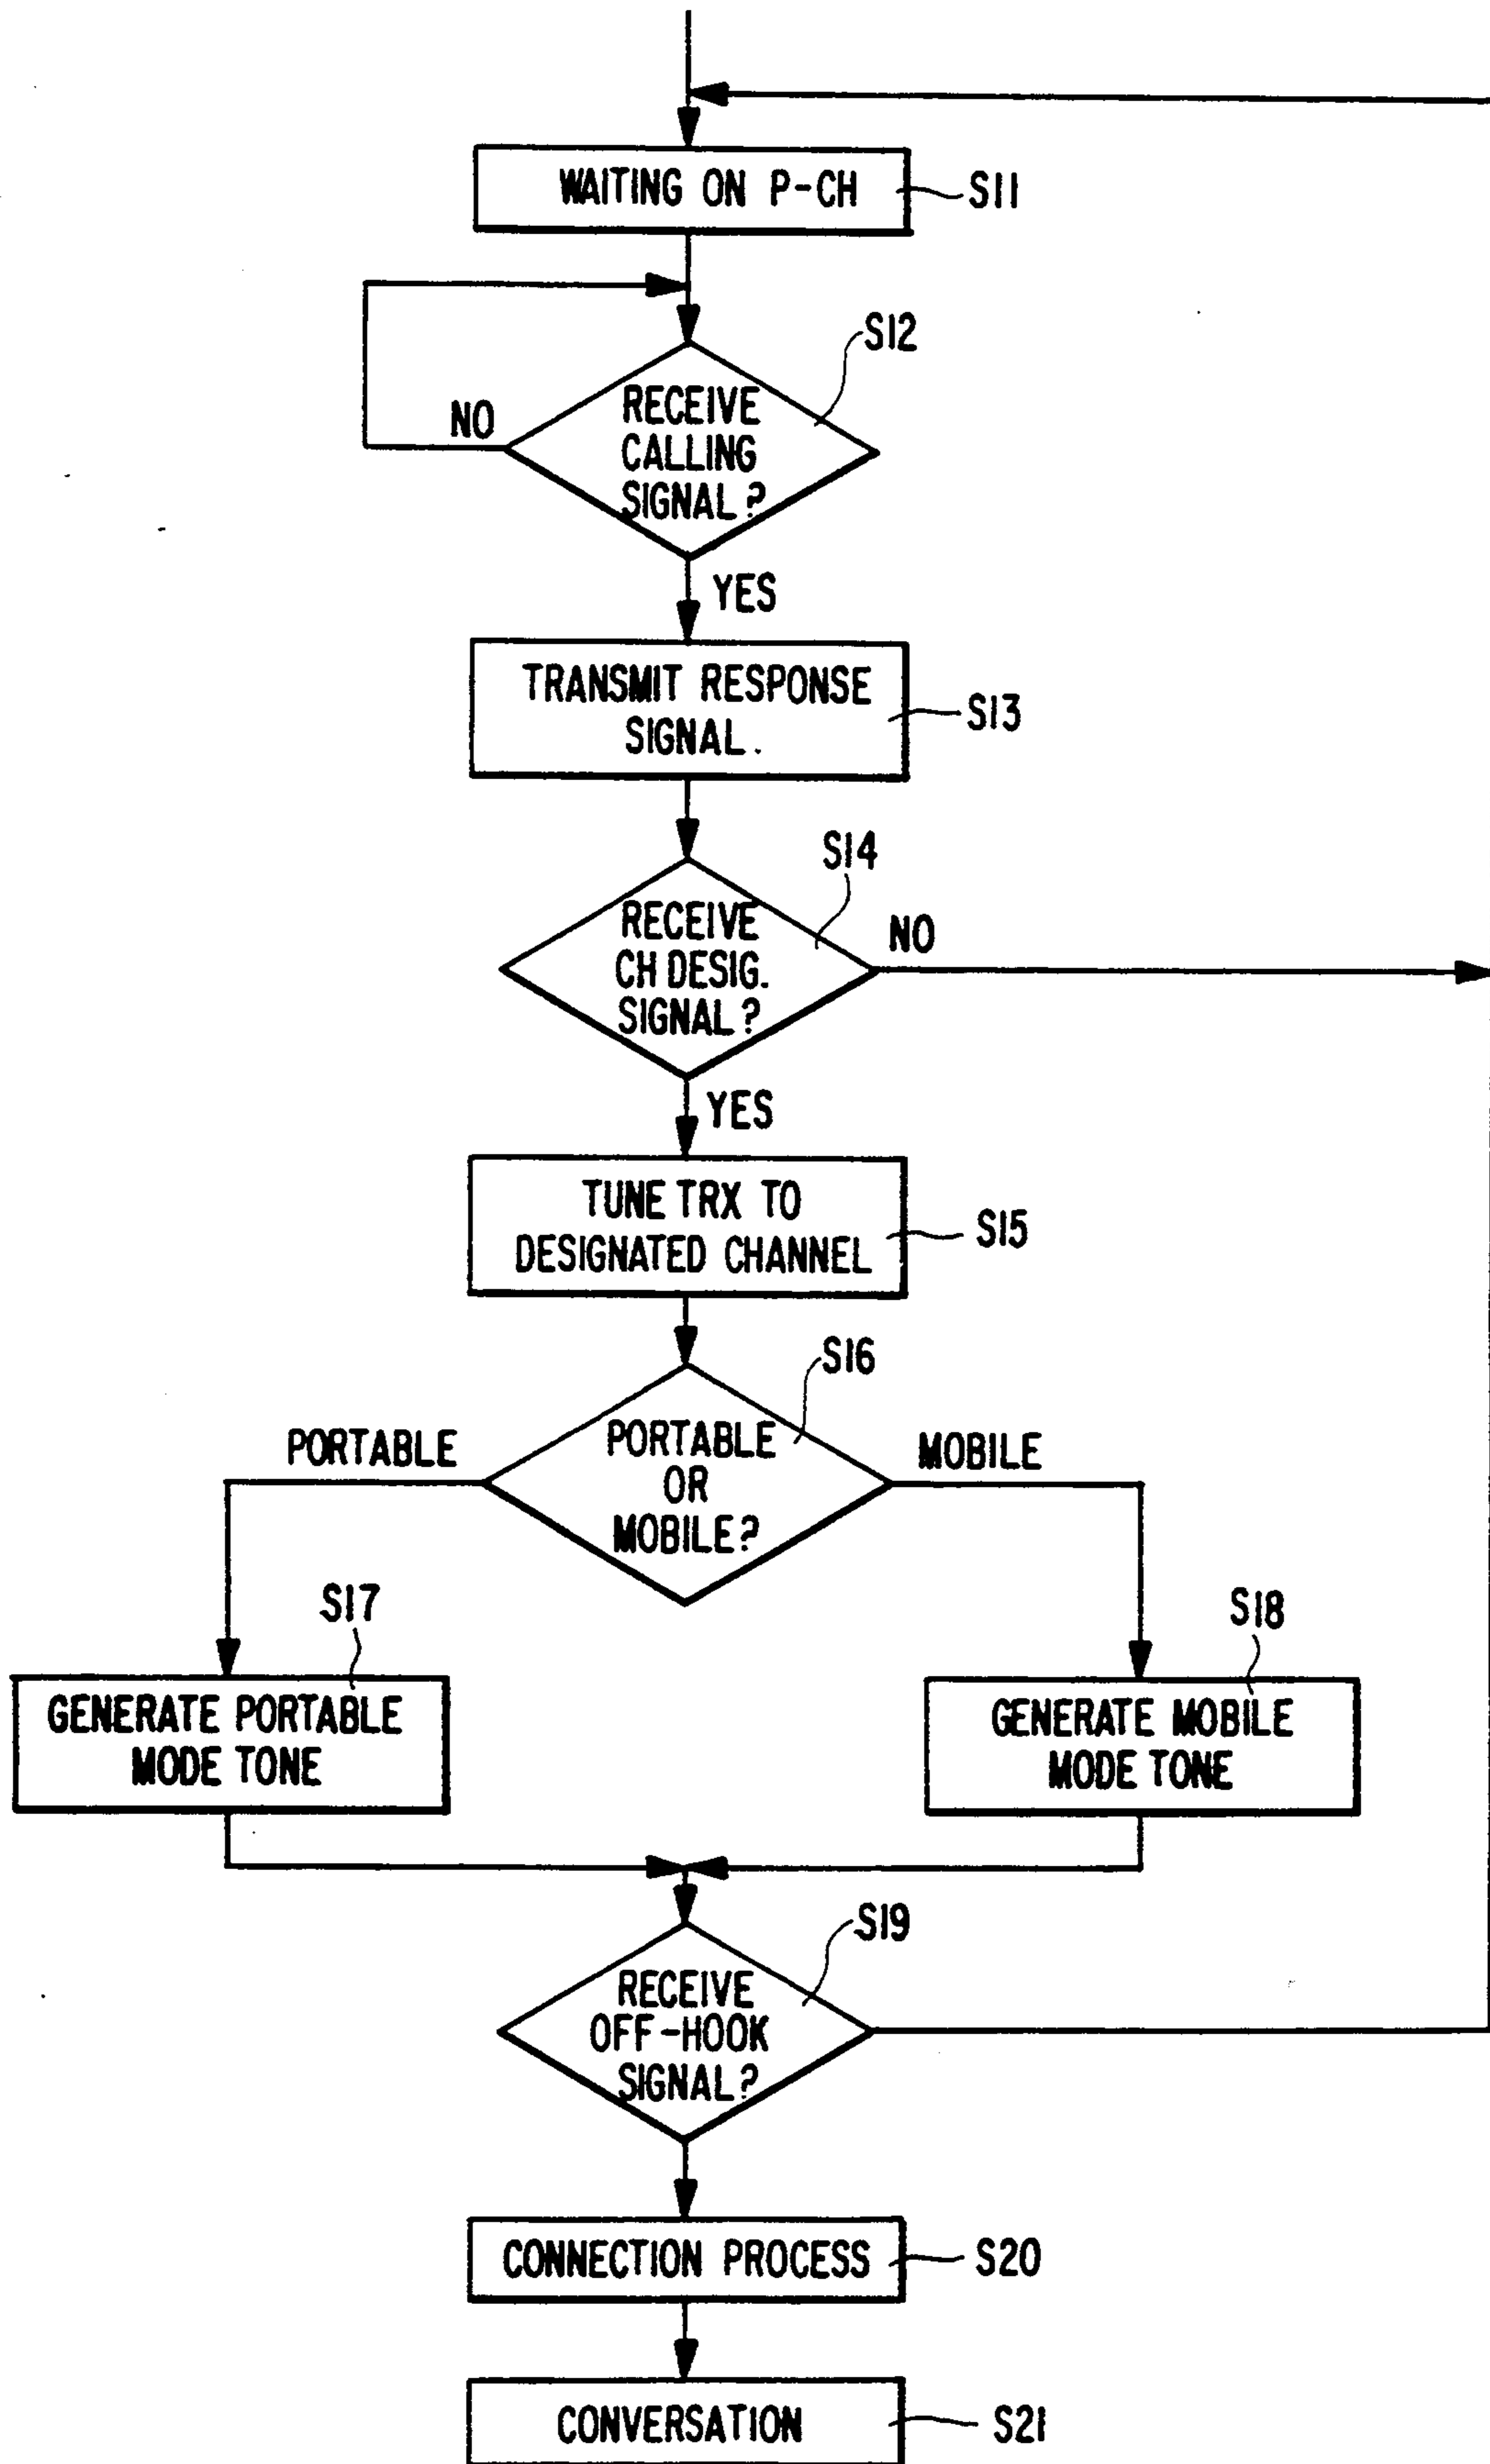 WAITING ON P-CH
S11
S12
RECEIVE
CALLING
SIGNAL?
NO
YES
TRANSMIT RESPONSE
SIGNAL.
S13
S14
RECEIVE
CH DESIG.
SIGNAL?
NO
YES
TUNE TRX TO
DESIGNATED CHANNEL
S15
S16
PORTABLE
PORTABLE
OR
MOBILE?
MOBILE
S17
S18
GENERATE PORTABLE
MODE TONE
GENERATE MOBILE
MODE TONE
S19
RECEIVE
OFF-HOOK
SIGNAL?
CONNECTION PROCESS
S20
CONVERSATION
S21